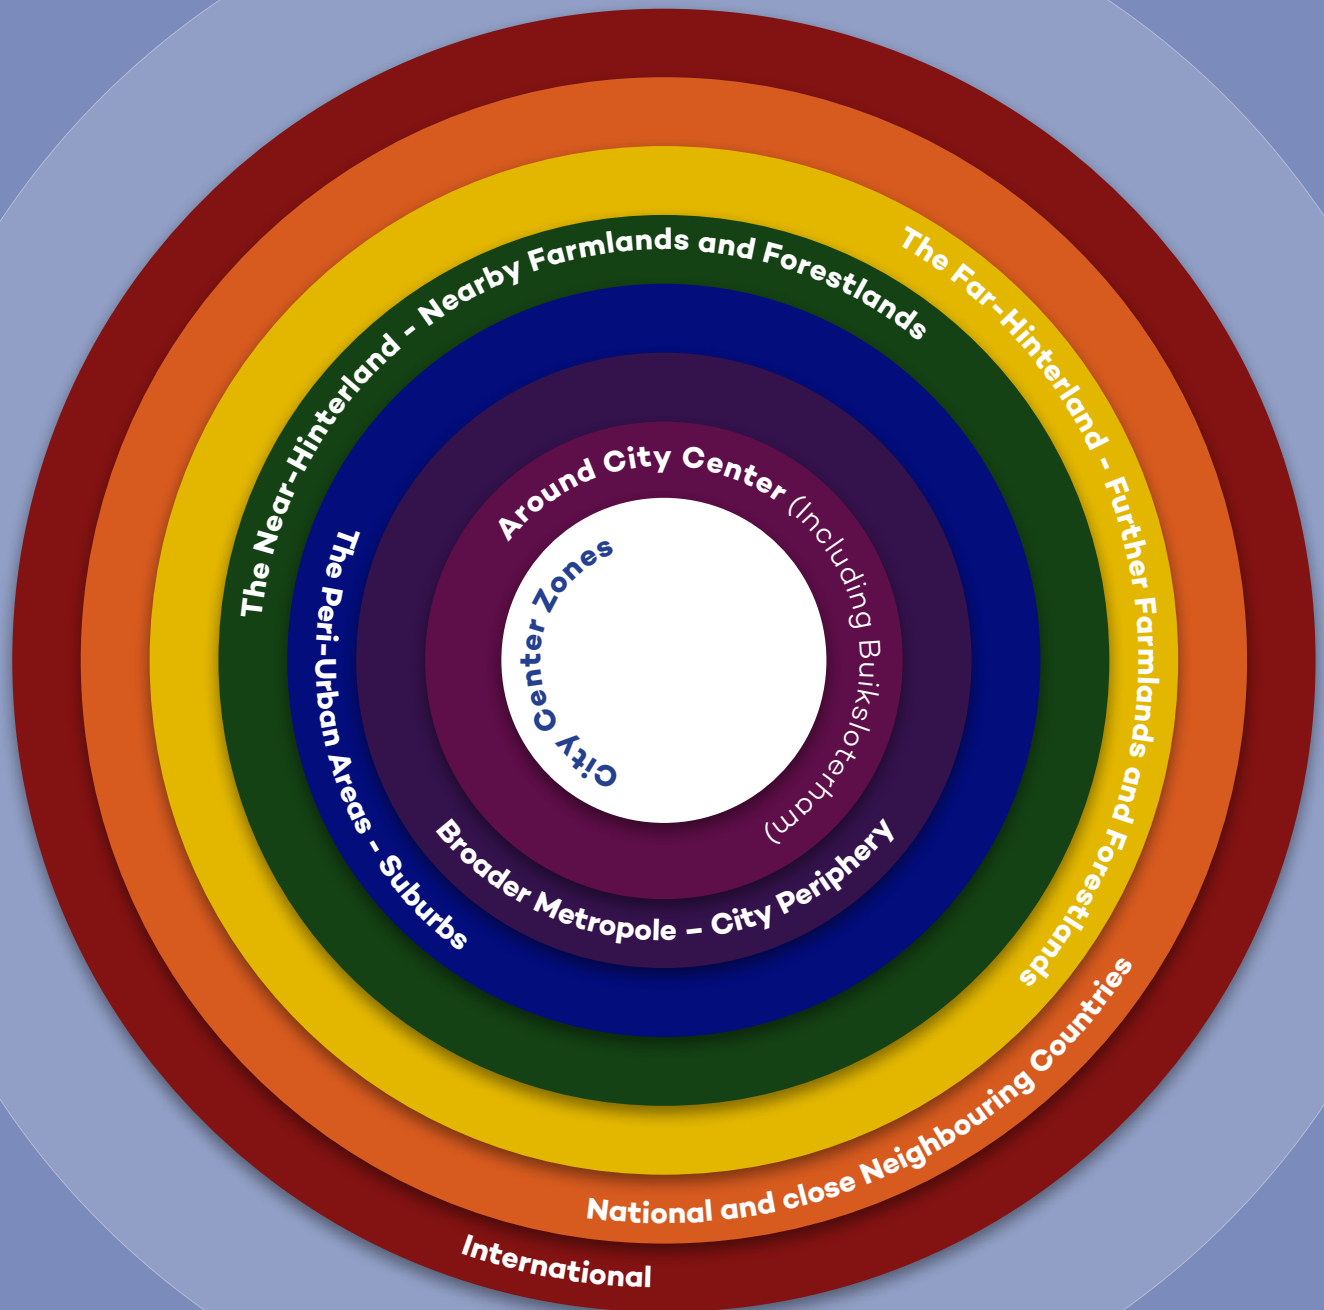 The Near-Hinterland - Nearby Farmlands and Forestlands
The Far-Hinterland - Further Farmlands and Forestlands
Around City Center (Including Buiksloterham)
City Center Zones
The Peri-Urban Areas - Suburbs
Broader Metropole – City Periphery
National and close Neighbouring Countries
International